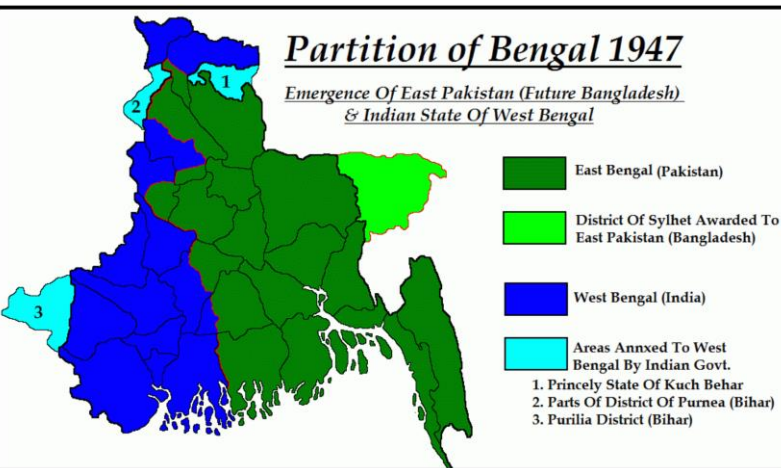 Partition of Bengal 1947
Emergence Of East Pakistan (Future Bangladesh)
& Indian State Of West Bengal
1
2
3
East Bengal (Pakistan)
District Of Sylhet Awarded To
East Pakistan (Bangladesh)
West Bengal (India)
Areas Annxed To West
Bengal By Indian Govt.
1. Princely State Of Kuch Behar
2. Parts Of District Of Purnea (Bihar)
3. Purilia District (Bihar)